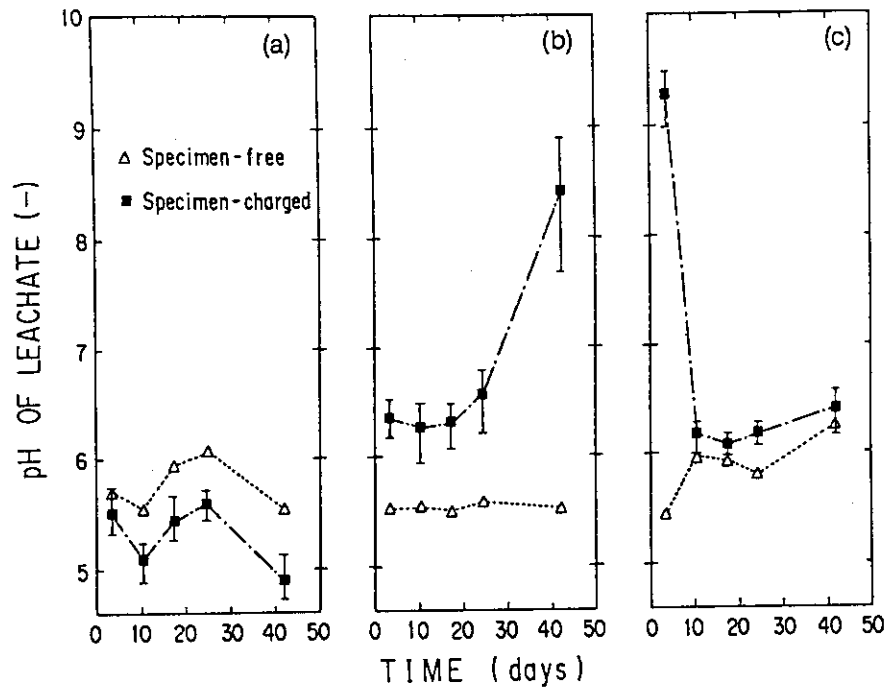 pH OF LEACHATE (-)
10
9
8
7
6
5
(a)
(b)
(c)
△ Specimen-free
■ Specimen-charged
0 10 20 30 40 50
0 10 20 30 40 50
0 10 20 30 40 50
TIME (days)